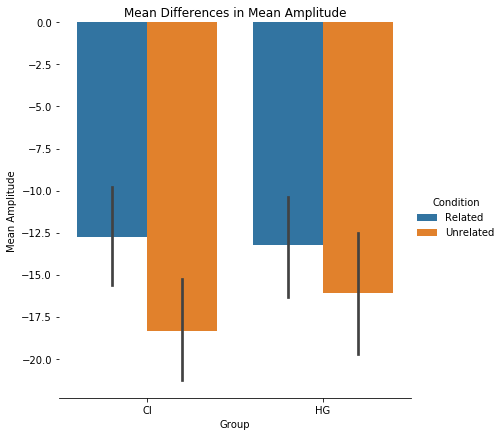 Mean Differences in Mean Amplitude
0.0
−2.5
−5.0
−7.5
−10.0
−12.5
−15.0
−17.5
−20.0
Mean Amplitude
CI
HG
Group
Condition
Related
Unrelated